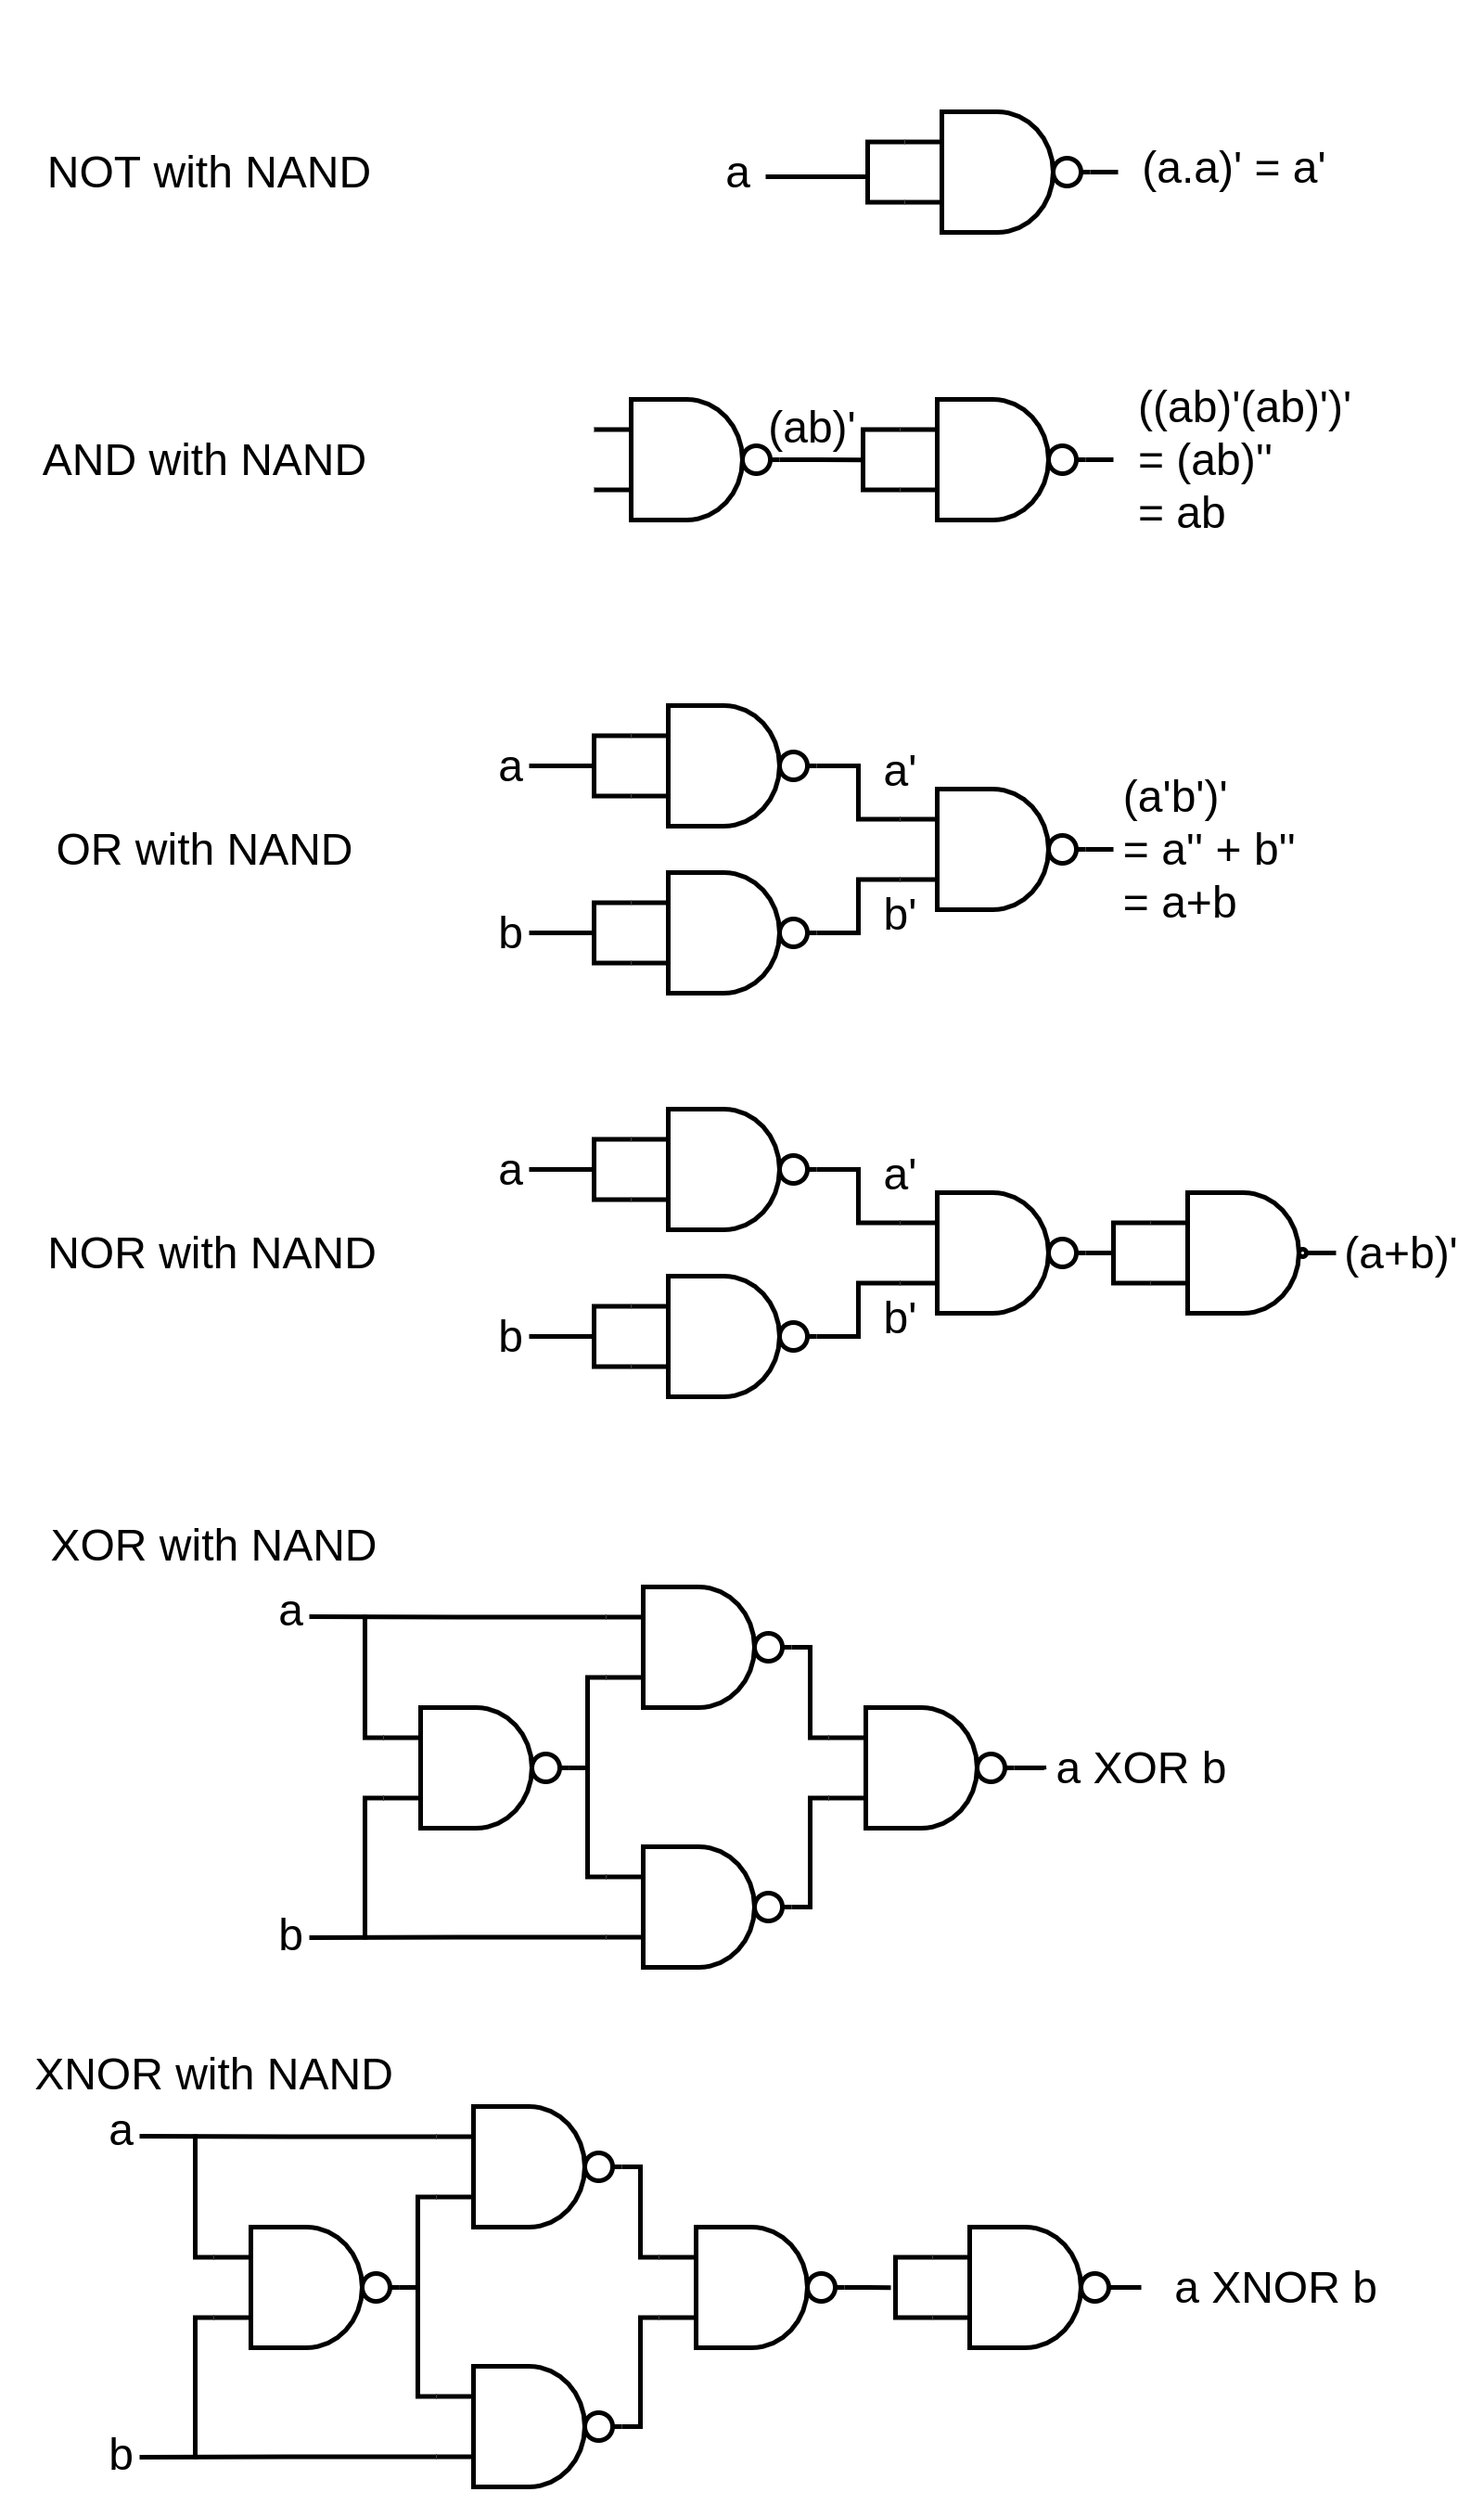 NOT with NAND
a
(a.a)' = a'
AND with NAND
(ab)'
((ab)'(ab)')'
= (ab)''
= ab
OR with NAND
a
b
a'
b'
(a'b')'
= a'' + b''
= a+b
NOR with NAND
a
b
a'
b'
(a+b)'
XOR with NAND
a
b
a XOR b
XNOR with NAND
a
b
a XNOR b